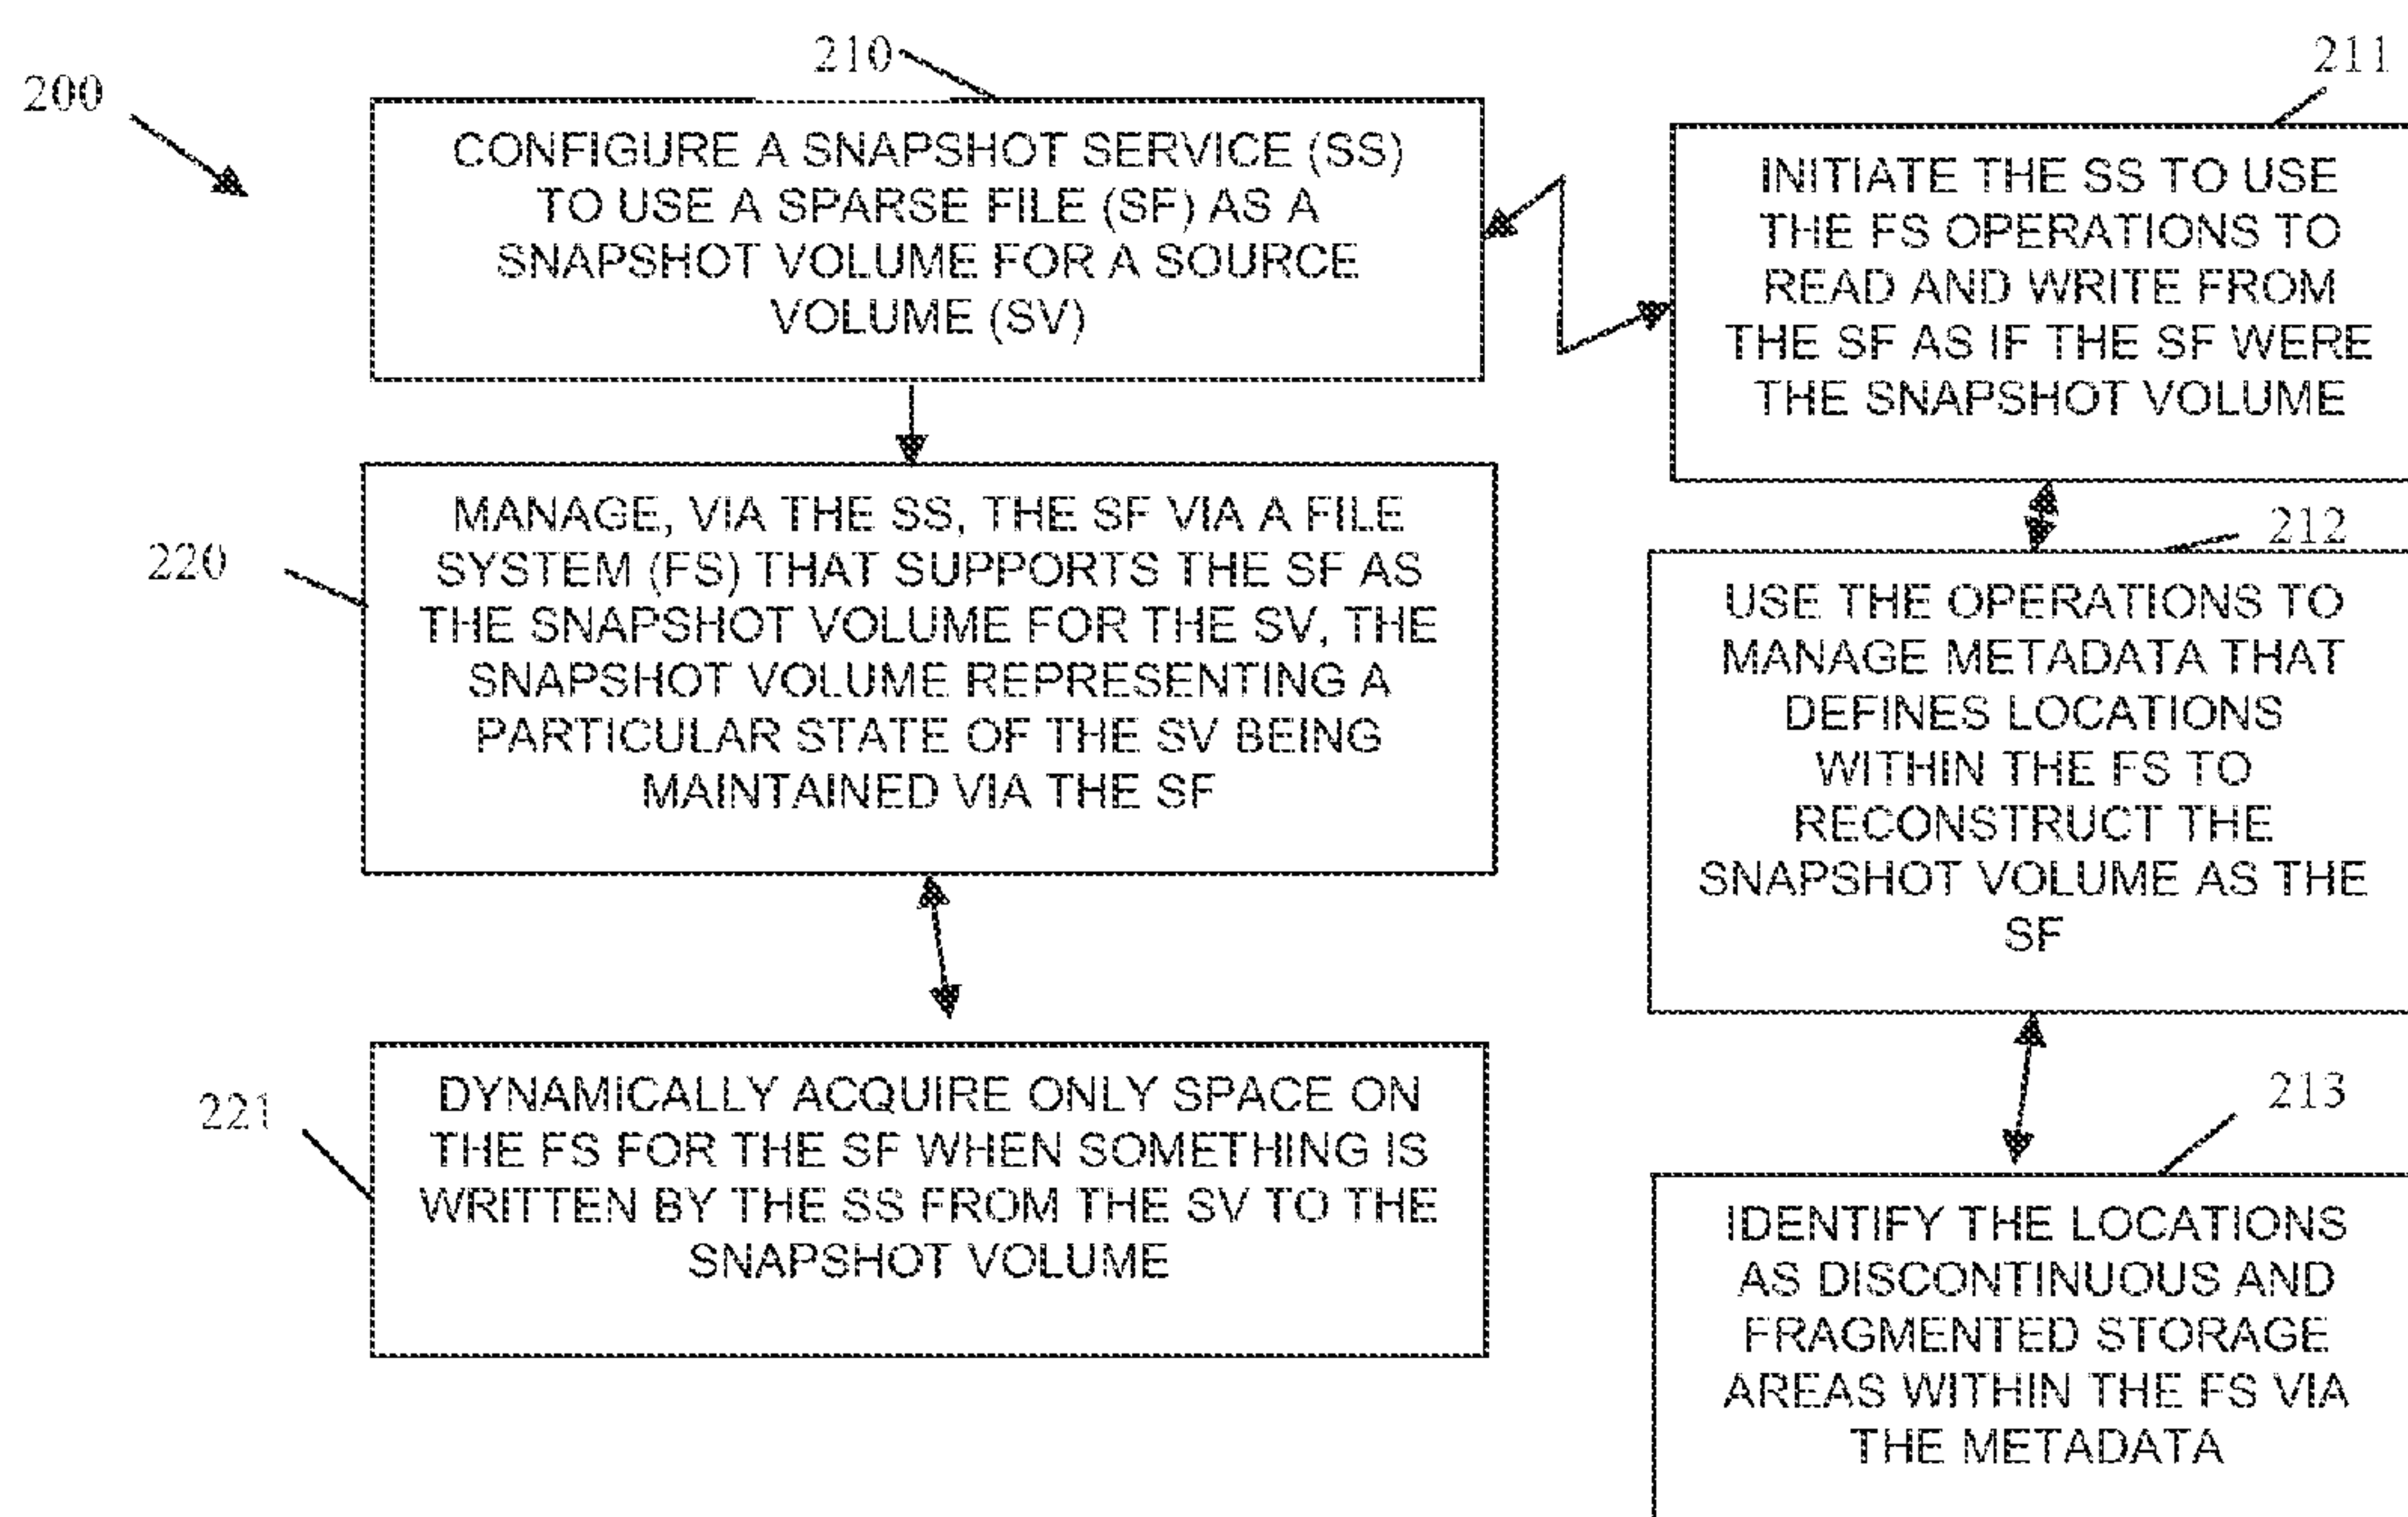 200
210
CONFIGURE A SNAPSHOT SERVICE (SS)
TO USE A SPARSE FILE (SF) AS A
SNAPSHOT VOLUME FOR A SOURCE
VOLUME (SV)
211
INITIATE THE SS TO USE
THE FS OPERATIONS TO
READ AND WRITE FROM
THE SF AS IF THE SF WERE
THE SNAPSHOT VOLUME
220
MANAGE, VIA THE SS, THE SF VIA A FILE
SYSTEM (FS) THAT SUPPORTS THE SF AS
THE SNAPSHOT VOLUME FOR THE SV, THE
SNAPSHOT VOLUME REPRESENTING A
PARTICULAR STATE OF THE SV BEING
MAINTAINED VIA THE SF
212
USE THE OPERATIONS TO
MANAGE METADATA THAT
DEFINES LOCATIONS
WITHIN THE FS TO
RECONSTRUCT THE
SNAPSHOT VOLUME AS THE
SF
221
DYNAMICALLY ACQUIRE ONLY SPACE ON
THE FS FOR THE SF WHEN SOMETHING IS
WRITTEN BY THE SS FROM THE SV TO THE
SNAPSHOT VOLUME
213
IDENTIFY THE LOCATIONS
AS DISCONTINUOUS AND
FRAGMENTED STORAGE
AREAS WITHIN THE FS VIA
THE METADATA